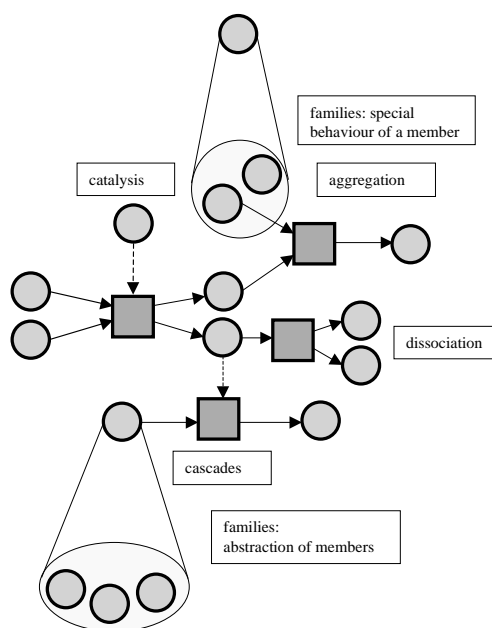 families: special
behaviour of a member
catalysis
aggregation
dissociation
cascades
families:
abstraction of members